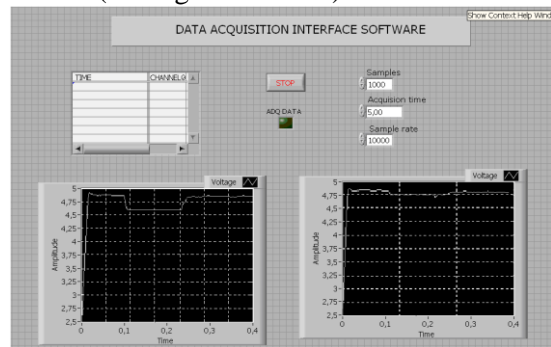 Show Context Help Wind
DATA ACQUISITION INTERFACE SOFTWARE
TIME CHANNEL0
STOP
ADQ DATA
Samples
1000
Acquision time
5,00
Sample rate
10000
Voltage
5
4,75
4,5
4,25
4
3,75
3,5
3,25
3
2,75
2,5
Amplitude
0 0,1 0,2 0,3 0,4
Time
Voltage
5
4,75
4,5
4,25
4
3,75
3,5
3,25
3
2,75
2,5
Amplitude
0 0,1 0,2 0,3 0,4
Time